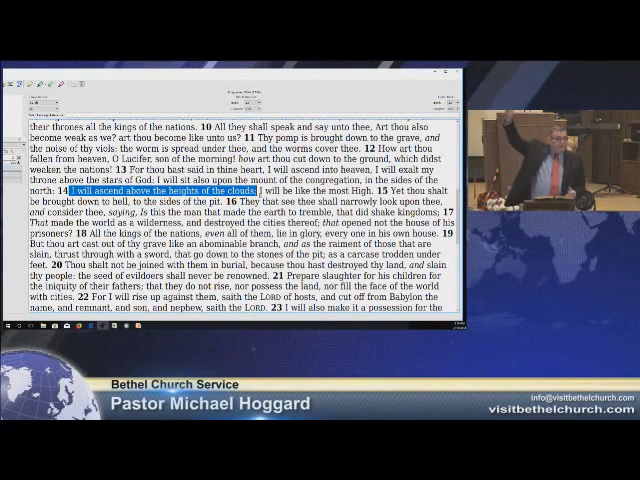 their thrones all the kings of the nations. 10 All they shall speak and say unto thee, Art thou also
become weak as we? art thou become like unto us? 11 Thy pomp is brought down to the grave, and
the noise of thy viols: the worm is spread under thee, and the worms cover thee. 12 How art thou
fallen from heaven, O Lucifer, son of the morning! how art thou cut down to the ground, which didst
weaken the nations! 13 For thou hast said in thine heart, I will ascend into heaven, I will exalt my
throne above the stars of God: I will sit also upon the mount of the congregation, in the sides of the
north: 14 I will ascend above the heights of the clouds; I will be like the most High. 15 Yet thou shalt
be brought down to hell, to the sides of the pit. 16 They that see thee shall narrowly look upon thee,
and consider thee, saying, Is this the man that made the earth to tremble, that did shake kingdoms; 17
That made the world as a wilderness, and destroyed the cities thereof; that opened not the house of his
prisoners? 18 All the kings of the nations, even all of them, lie in glory, every one in his own house. 19
But thou art cast out of thy grave like an abominable branch, and as the raiment of those that are
slain, thrust through with a sword, that go down to the stones of the pit; as a carcase trodden under
feet. 20 Thou shalt not be joined with them in burial, because thou hast destroyed thy land, and slain
thy people: the seed of evildoers shall never be renowned. 21 Prepare slaughter for his children for
the iniquity of their fathers; that they do not rise, nor possess the land, nor fill the face of the world
with cities. 22 For I will rise up against them, saith the LORD of hosts, and cut off from Babylon the
name, and remnant, and son, and nephew, saith the LORD. 23 I will also make it a possession for the
Bethel Church Service
Pastor Michael Hoggard
info@visitbethelchurch.com
visitbethelchurch.com